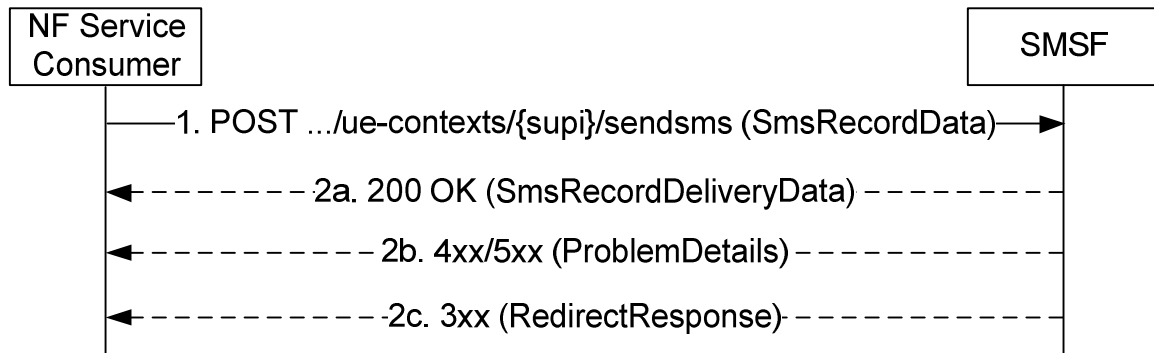 NF Service
Consumer
SMSF
1. POST .../ue-contexts/{supi}/sendsms (SmsRecordData)
2a. 200 OK (SmsRecordDeliveryData)
2b. 4xx/5xx (ProblemDetails)
2c. 3xx (RedirectResponse)